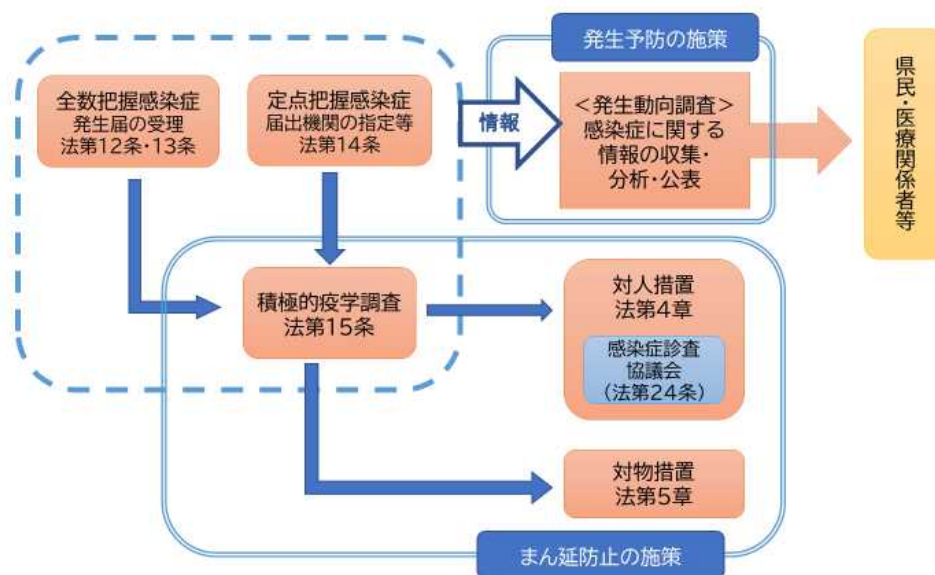 発生予防の施策
全数把握感染症
発生届の受理
法第12条・13条
定点把握感染症
届出機関の指定等
法第14条
情報
＜発生動向調査＞
感染症に関する
情報の収集・
分析・公表
県民・医療関係者等
積極的疫学調査
法第15条
対人措置
法第4章
感染症診査
協議会
（法第24条）
対物措置
法第5章
まん延防止の施策